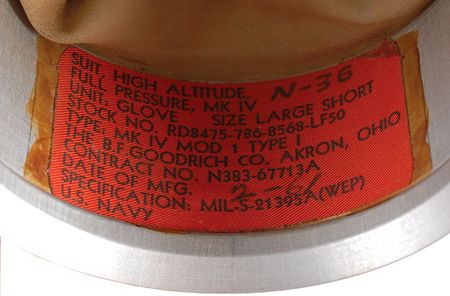 SUIT, HIGH ALTITUDE,
FULL PRESSURE, MK IV N-36
UNIT: GLOVE SIZE LARGE SHORT
STOCK NO. RD8475-786-8568-LF50
TYPE: MK IV MOD 1 TYPE I
THE B.F.GOODRICH CO. AKRON, OHIO
CONTRACT NO. N383-67713A
DATE OF MFG.
SPECIFICATION: MIL-S-21395A(WEP)
U.S. NAVY